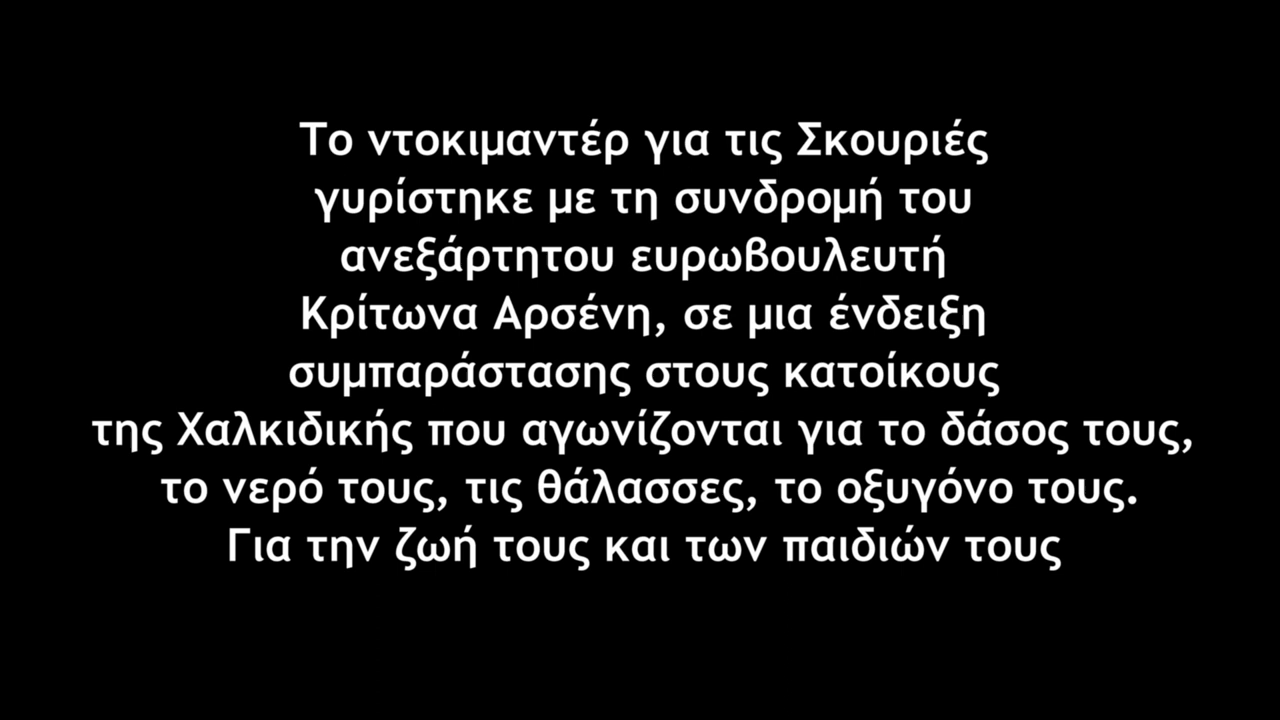 Το ντοκιμαντέρ για τις Σκουριές
γυρίστηκε με τη συνδρομή του
ανεξάρτητου ευρωβουλευτή
Κρίτωνα Αρσένη, σε μια ένδειξη
συμπαράστασης στους κατοίκους
της Χαλκιδικής που αγωνίζονται για το δάσος τους,
το νερό τους, τις θάλασσες, το οξυγόνο τους.
Για την ζωή τους και των παιδιών τους